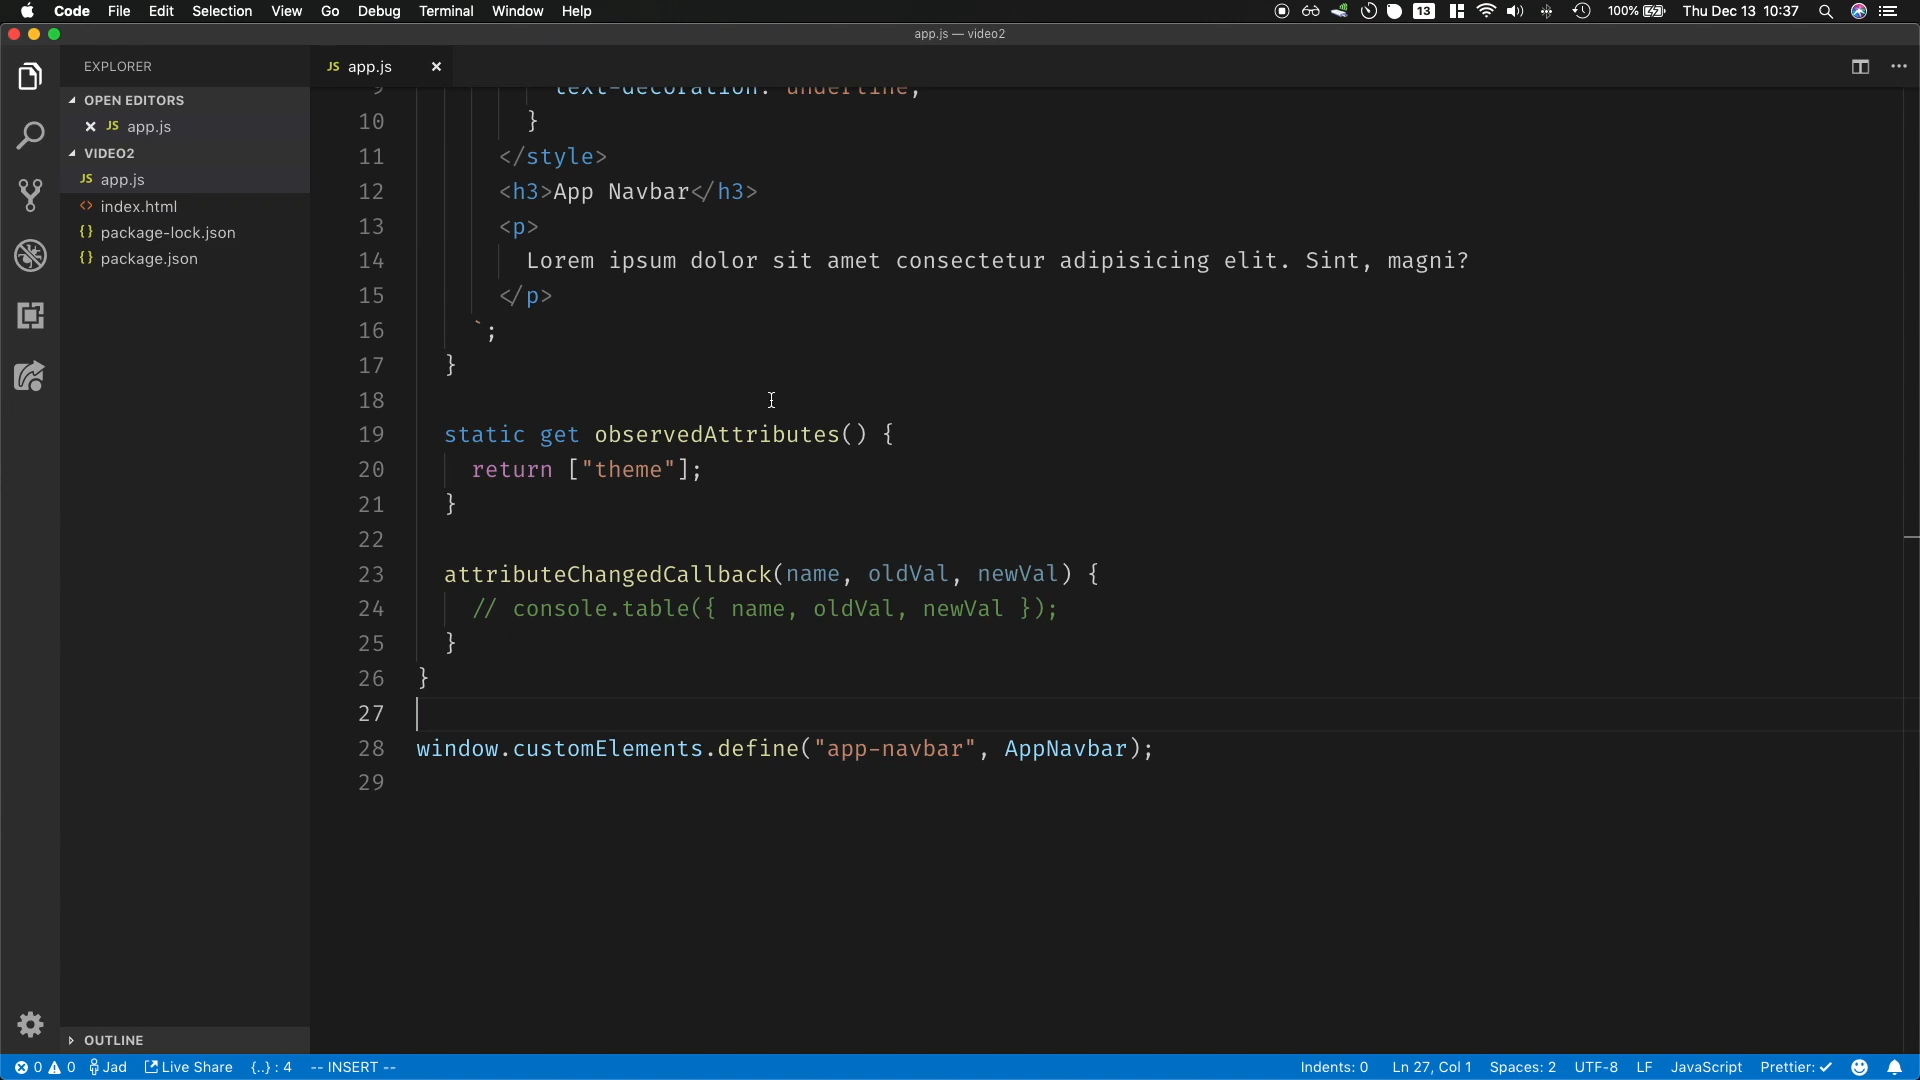 Code File Edit Selection View Go Debug Terminal Window Help 13 100% Thu Dec 13 10:37
app.js — video2
EXPLORER
OPEN EDITORS
JS app.js
VIDEO2
JS app.js
<> index.html
{} package-lock.json
{} package.json
OUTLINE
JS app.js
9 text-decoration: underline;
10 }
11 </style>
12 <h3>App Navbar</h3>
13 <p>
14 Lorem ipsum dolor sit amet consectetur adipisicing elit. Sint, magni?
15 </p>
16 `;
17 }
18
19 static get observedAttributes() {
20 return ["theme"];
21 }
22
23 attributeChangedCallback(name, oldVal, newVal) {
24 // console.table({ name, oldVal, newVal });
25 }
26 }
27
28 window.customElements.define("app-navbar", AppNavbar);
29
0 0 Jad Live Share {..} : 4 -- INSERT -- Indents: 0 Ln 27, Col 1 Spaces: 2 UTF-8 LF JavaScript Prettier: ✓